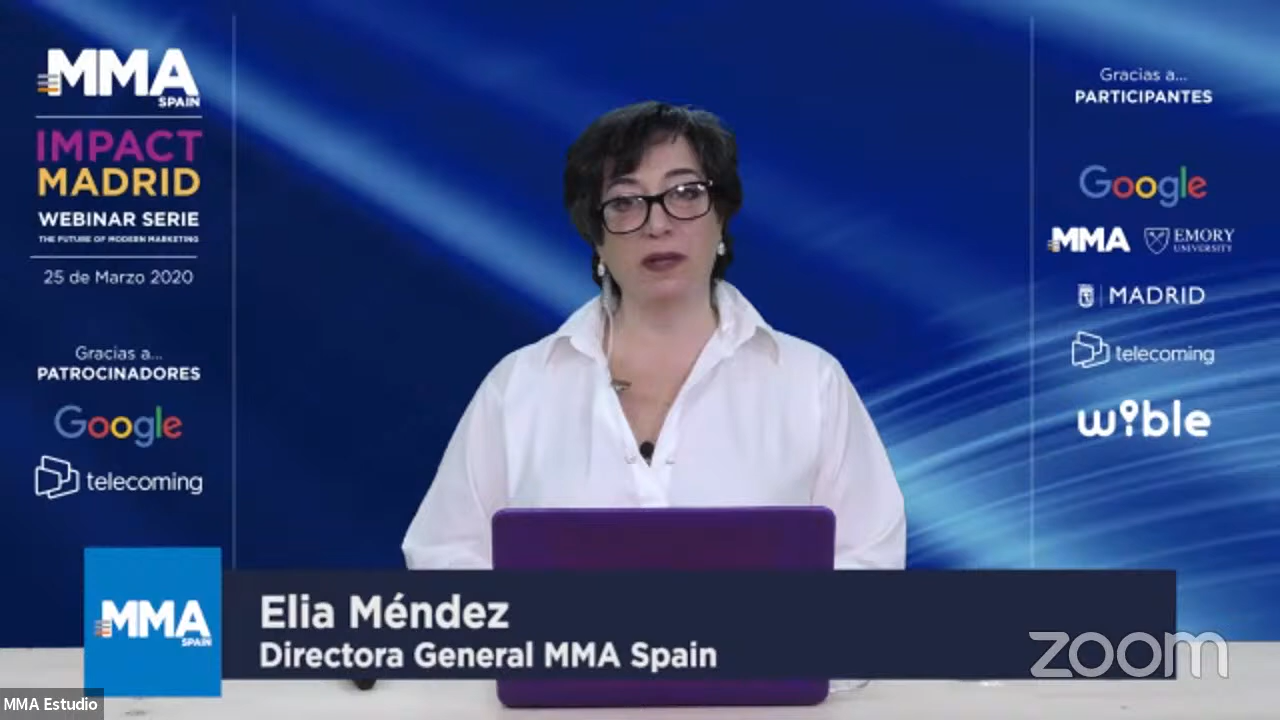 MMA
SPAIN
IMPACT
MADRID
WEBINAR SERIE
THE FUTURE OF MODERN MARKETING
25 de Marzo 2020
Gracias a...
PATROCINADORES
Google
telecoming
Gracias a...
PARTICIPANTES
Google
MMA
EMORY
UNIVERSITY
MADRID
telecoming
wible
MMA
SPAIN
Elia Méndez
Directora General MMA Spain
zoom
MMA Estudio